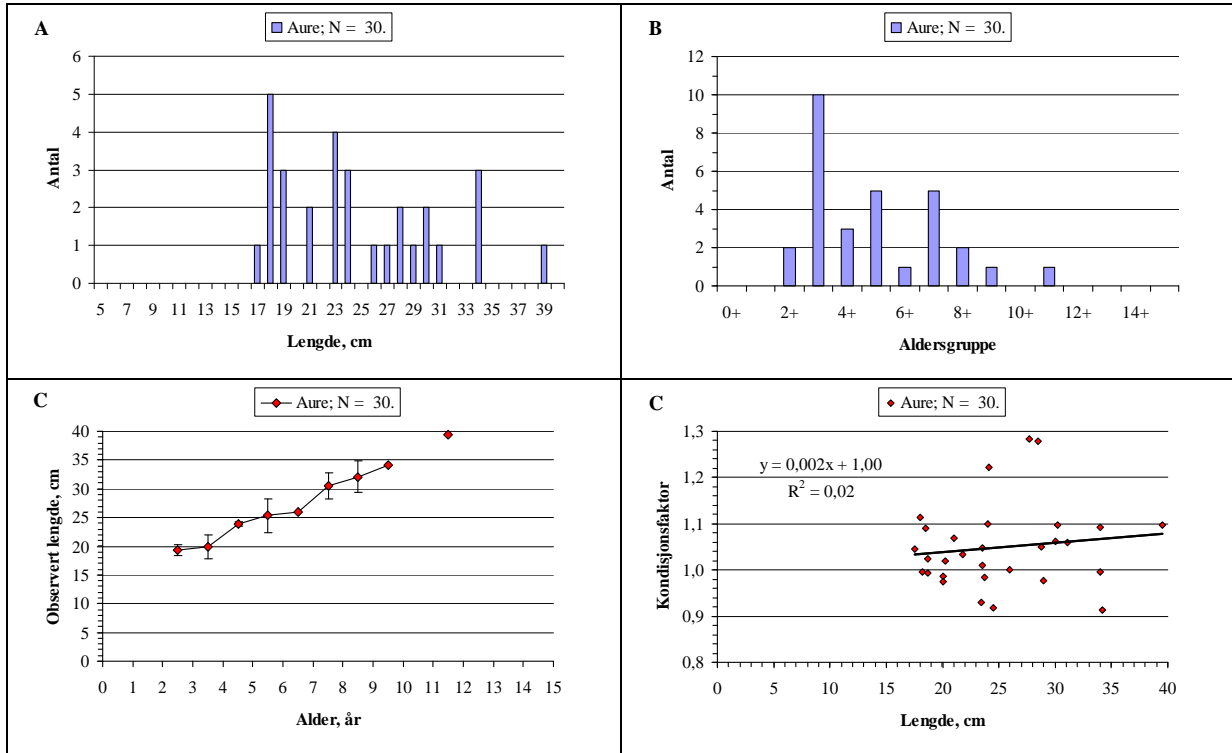 A
Aure; N = 30.
6
5
4
3
2
1
0
Antal
5 7 9 11 13 15 17 19 21 23 25 27 29 31 33 35 37 39
Lengde, cm
B
Aure; N = 30.
12
10
8
6
4
2
0
Antal
0+ 2+ 4+ 6+ 8+ 10+ 12+ 14+
Aldersgruppe
C
Aure; N = 30.
40
35
30
25
20
15
10
5
0
Observert lengde, cm
0 1 2 3 4 5 6 7 8 9 10 11 12 13 14 15
Alder, år
C
Aure; N = 30.
1,3
1,2
1,1
1,0
0,9
0,8
Kondisjonsfaktor
y = 0,002x + 1,00
R² = 0,02
0 5 10 15 20 25 30 35 40
Lengde, cm